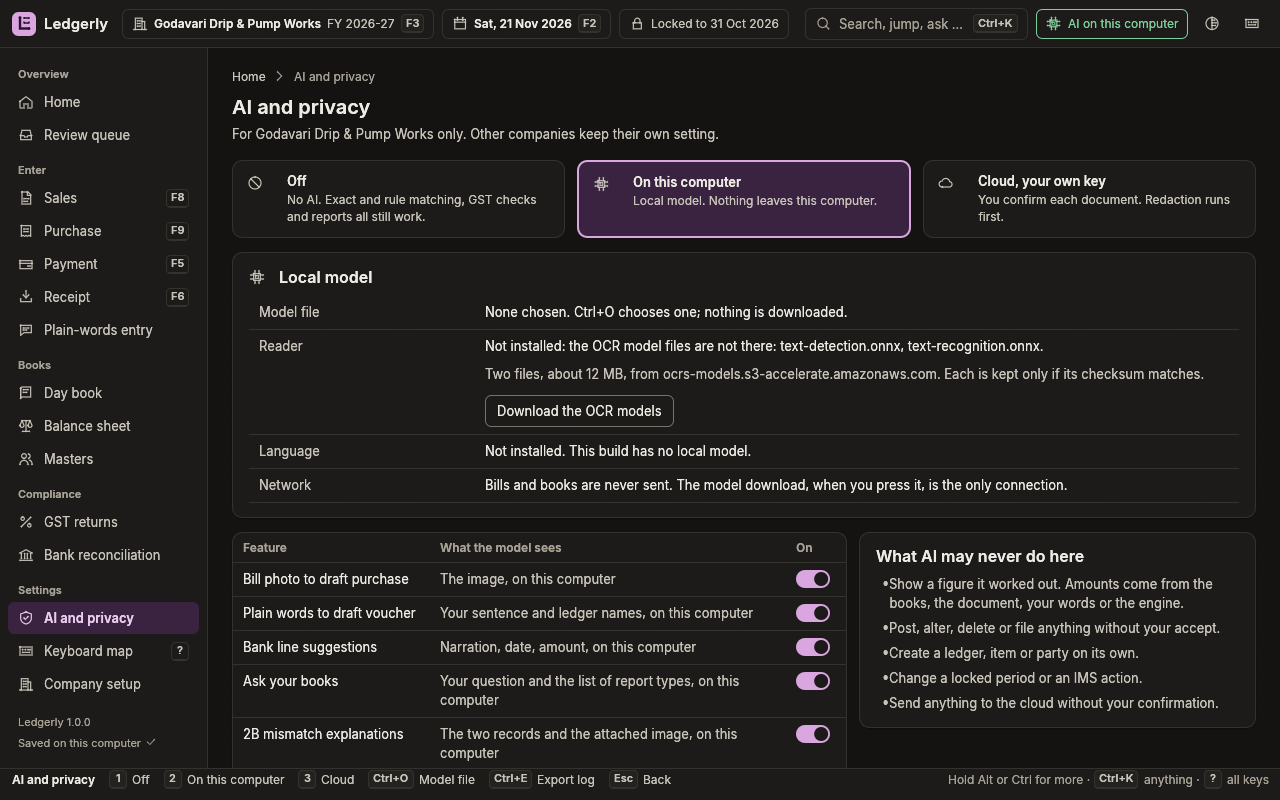 Ledgerly
Godavari Drip & Pump Works FY 2026-27 F3
Sat, 21 Nov 2026 F2
Locked to 31 Oct 2026
Search, jump, ask ... Ctrl+K
AI on this computer
Overview
Home
Review queue
Enter
Sales F8
Purchase F9
Payment F5
Receipt F6
Plain-words entry
Books
Day book
Balance sheet
Masters
Compliance
GST returns
Bank reconciliation
Settings
AI and privacy
Keyboard map ?
Company setup
Ledgerly 1.0.0
Saved on this computer
Home AI and privacy
AI and privacy
For Godavari Drip & Pump Works only. Other companies keep their own setting.
Off
No AI. Exact and rule matching, GST checks
and reports all still work.
On this computer
Local model. Nothing leaves this computer.
Cloud, your own key
You confirm each document. Redaction runs
first.
Local model
Model file None chosen. Ctrl+O chooses one; nothing is downloaded.
Reader Not installed: the OCR model files are not there: text-detection.onnx, text-recognition.onnx.
Two files, about 12 MB, from ocrs-models.s3-accelerate.amazonaws.com. Each is kept only if its checksum matches.
Download the OCR models
Language Not installed. This build has no local model.
Network Bills and books are never sent. The model download, when you press it, is the only connection.
Feature What the model sees On
Bill photo to draft purchase The image, on this computer
Plain words to draft voucher Your sentence and ledger names, on this computer
Bank line suggestions Narration, date, amount, on this computer
Ask your books Your question and the list of report types, on this
computer
2B mismatch explanations The two records and the attached image, on this
computer
What AI may never do here
•Show a figure it worked out. Amounts come from the
books, the document, your words or the engine.
•Post, alter, delete or file anything without your accept.
•Create a ledger, item or party on its own.
•Change a locked period or an IMS action.
•Send anything to the cloud without your confirmation.
AI and privacy 1 Off 2 On this computer 3 Cloud Ctrl+O Model file Ctrl+E Export log Esc Back
Hold Alt or Ctrl for more · Ctrl+K anything · ? all keys